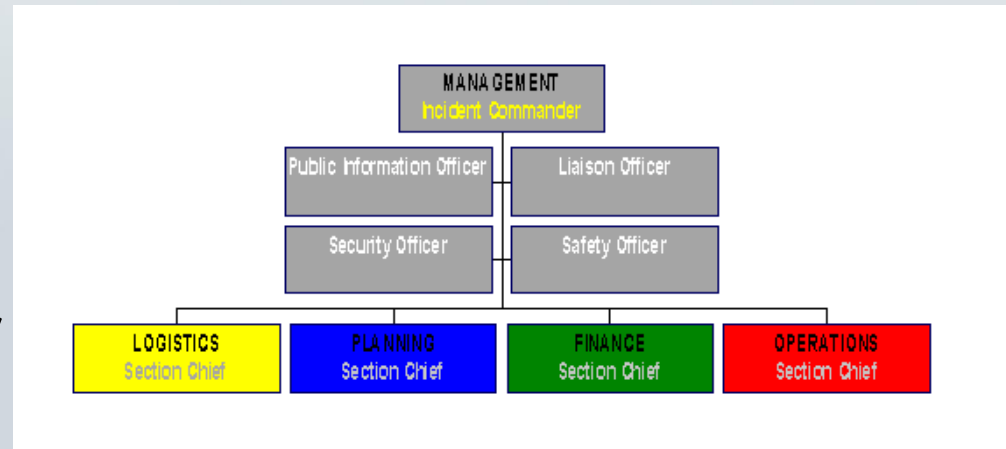 MANAGEMENT
Incident Commander
Public Information Officer
Liaison Officer
Security Officer
Safety Officer
LOGISTICS
Section Chief
PLANNING
Section Chief
FINANCE
Section Chief
OPERATIONS
Section Chief